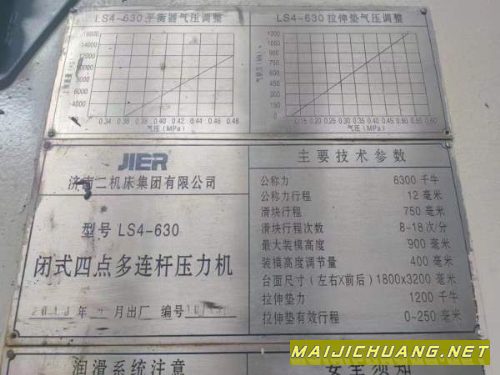 LS4-630平衡器气压调整
LS4-630拉伸垫气压调整
气压(MPa)
气压(MPa)
JIER
济南二机床集团有限公司
型号 LS4-630
闭式四点多连杆压力机
月出厂 编号
主要技术参数
公称力 6300 千牛
公称力行程 12 毫米
滑块行程 750 毫米
滑块行程次数 8-18 次/分
最大装模高度 900 毫米
装模高度调节量 400 毫米
台面尺寸(左右X前后)1800x3200 毫米
拉伸垫力 1200 千牛
拉伸垫有效行程 0-250 毫米
润滑系统注意
安全须知
MAIJICHUANG.NET